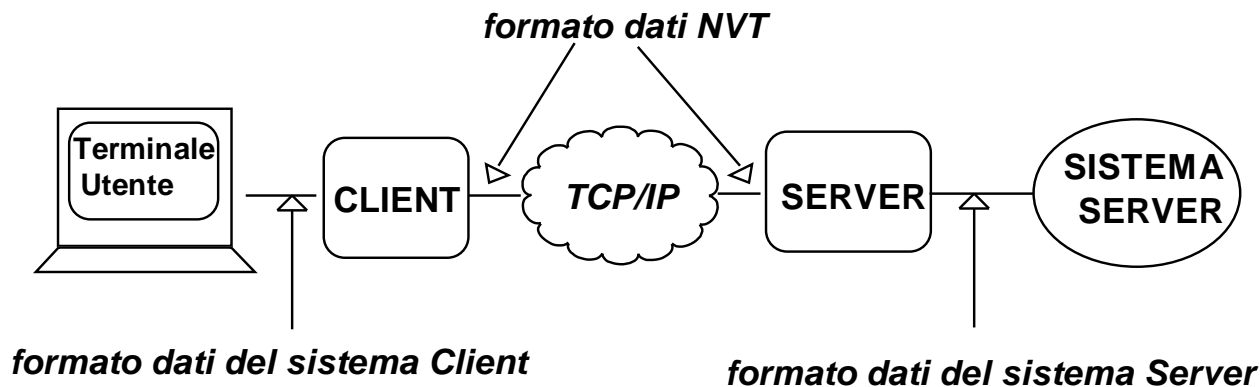 formato dati NVT
Terminale
Utente
CLIENT
TCP/IP
SERVER
SISTEMA
SERVER
formato dati del sistema Client
formato dati del sistema Server